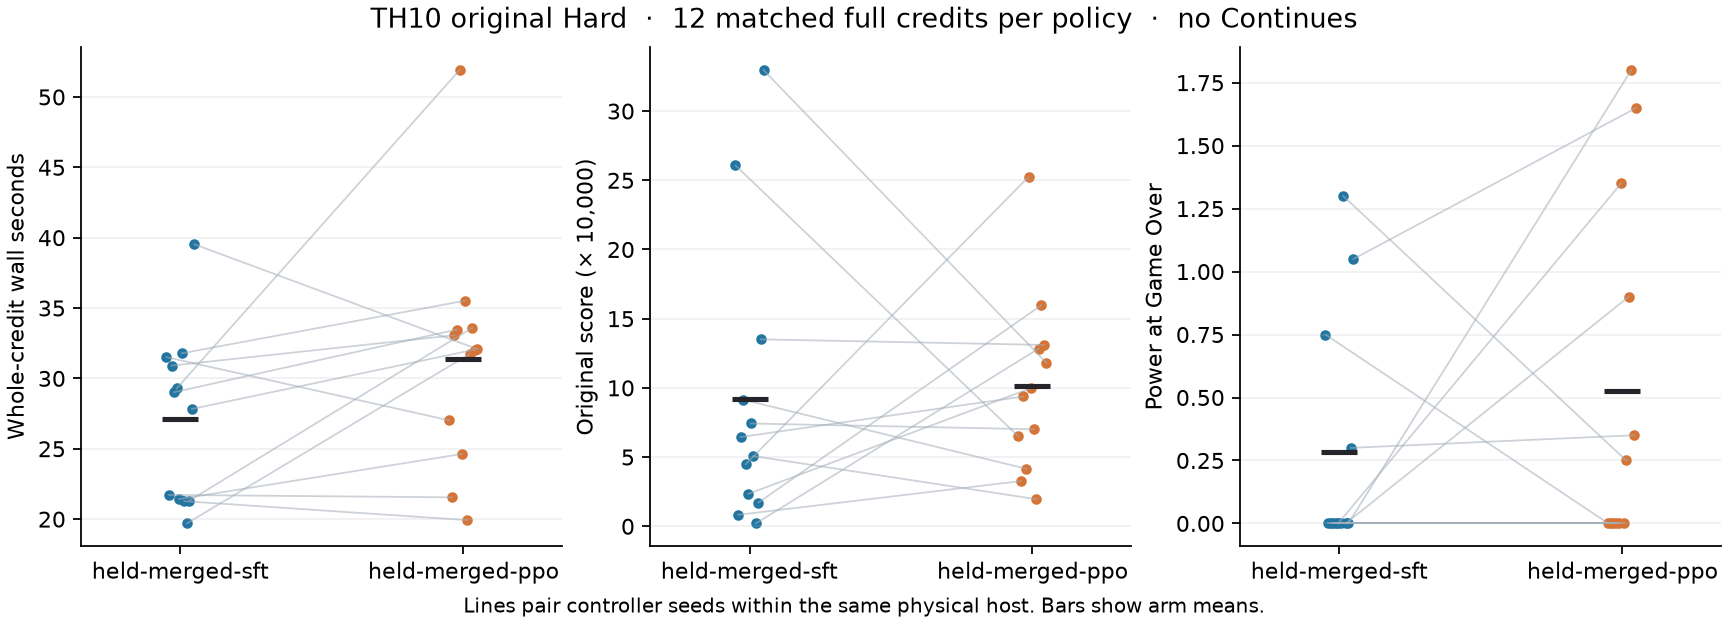 TH10 original Hard · 12 matched full credits per policy · no Continues
Whole-credit wall seconds
50
45
40
35
30
25
20
held-merged-sft
held-merged-ppo
Original score (× 10,000)
30
25
20
15
10
5
0
held-merged-sft
held-merged-ppo
Power at Game Over
1.75
1.50
1.25
1.00
0.75
0.50
0.25
0.00
held-merged-sft
held-merged-ppo
Lines pair controller seeds within the same physical host. Bars show arm means.